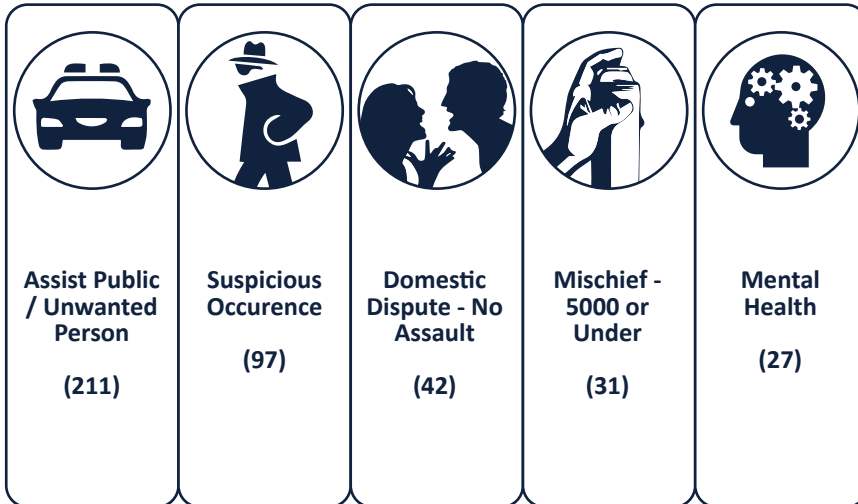 Assist Public
/ Unwanted
Person
(211)
Suspicious
Occurence
(97)
Domestic
Dispute - No
Assault
(42)
Mischief -
5000 or
Under
(31)
Mental
Health
(27)